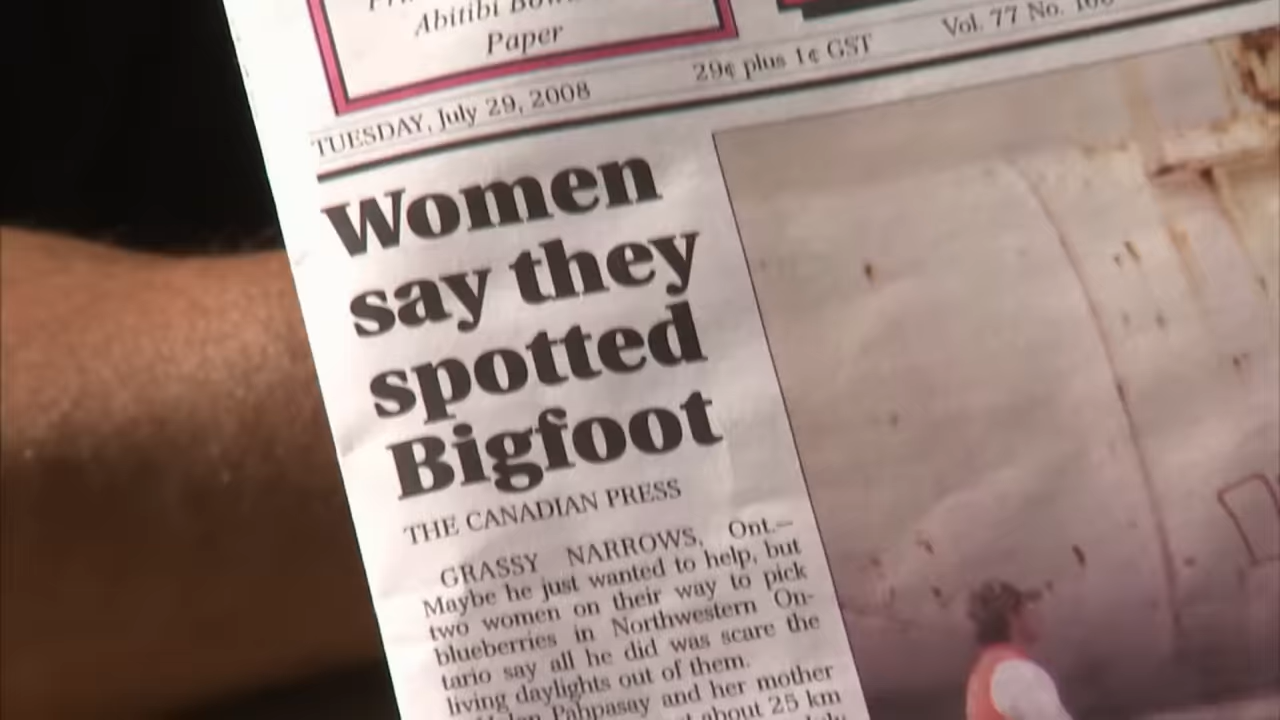 Abitibi
Paper
TUESDAY, July 29, 2008
29¢ plus 1¢ GST
Vol. 77 No.
Women
say they
spotted
Bigfoot
THE CANADIAN PRESS
GRASSY NARROWS, Ont.—
Maybe he just wanted to help, but
two women on their way to pick
blueberries in Northwestern On-
tario say all he did was scare the
living daylights out of them.
Pahpasay and her mother
about 25 km